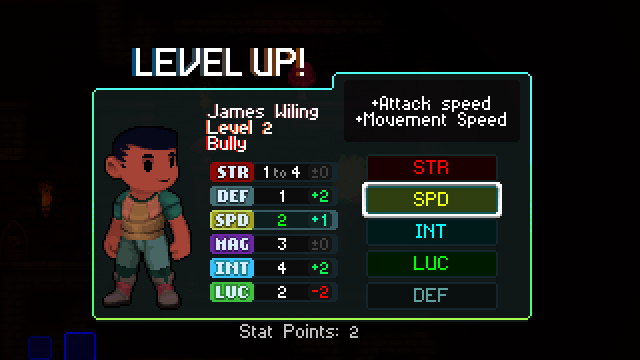 LEVEL UP!
James Wiling
Level 2
Bully
STR 1 to 4 ±0
DEF 1 +2
SPD 2 +1
MAG 3 ±0
INT 4 +2
LUC 2 -2
+Attack speed
+Movement Speed
STR
SPD
INT
LUC
DEF
Stat Points: 2